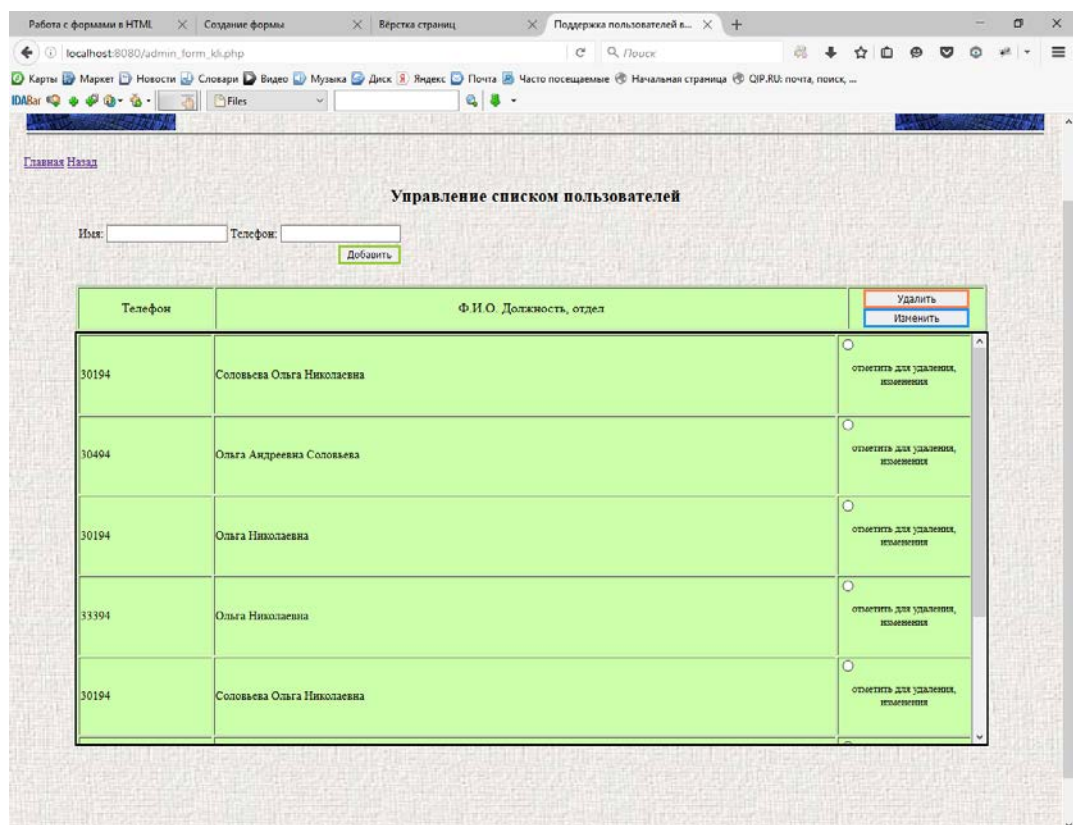 Работа с формами в HTML Создание формы Вёрстка страниц Поддержка пользователей в...
localhost:8080/admin_form_kli.php Поиск
Карты Маркет Новости Словари Видео Музыка Диск Яндекс Почта Часто посещаемые Начальная страница QIP.RU: почта, поиск, ...
IDABar Files
Главная Назад
Управление списком пользователей
Имя: Телефон:
Добавить
Телефон Ф.И.О. Должность, отдел Удалить
Изменить
30194 Соловьева Ольга Николаевна отметить для удаления,
изменения
30494 Ольга Андреевна Соловьева отметить для удаления,
изменения
30194 Ольга Николаевна отметить для удаления,
изменения
33394 Ольга Николаевна отметить для удаления,
изменения
30194 Соловьева Ольга Николаевна отметить для удаления,
изменения